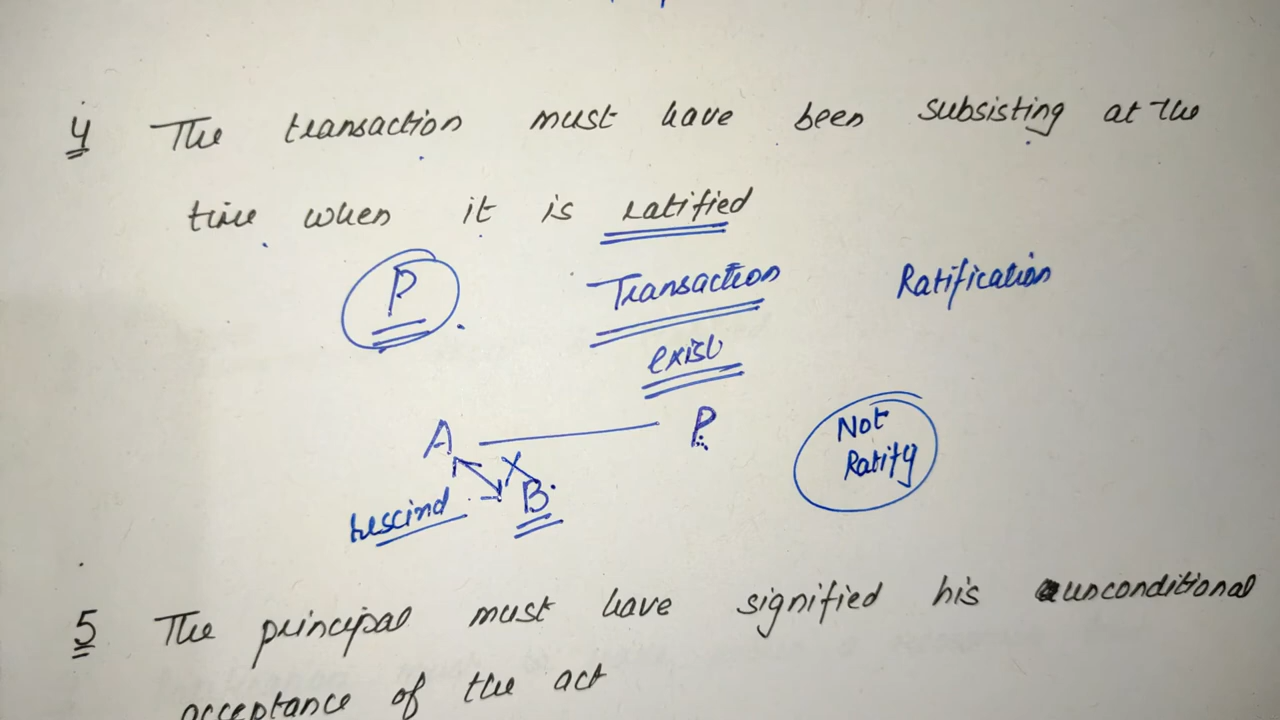 4 The transaction must have been subsisting at the
time when it is ratified
P Transaction Ratification
exist
A P Not
Ratify
rescind B
5 The principal must have signified his unconditional
acceptance of the act